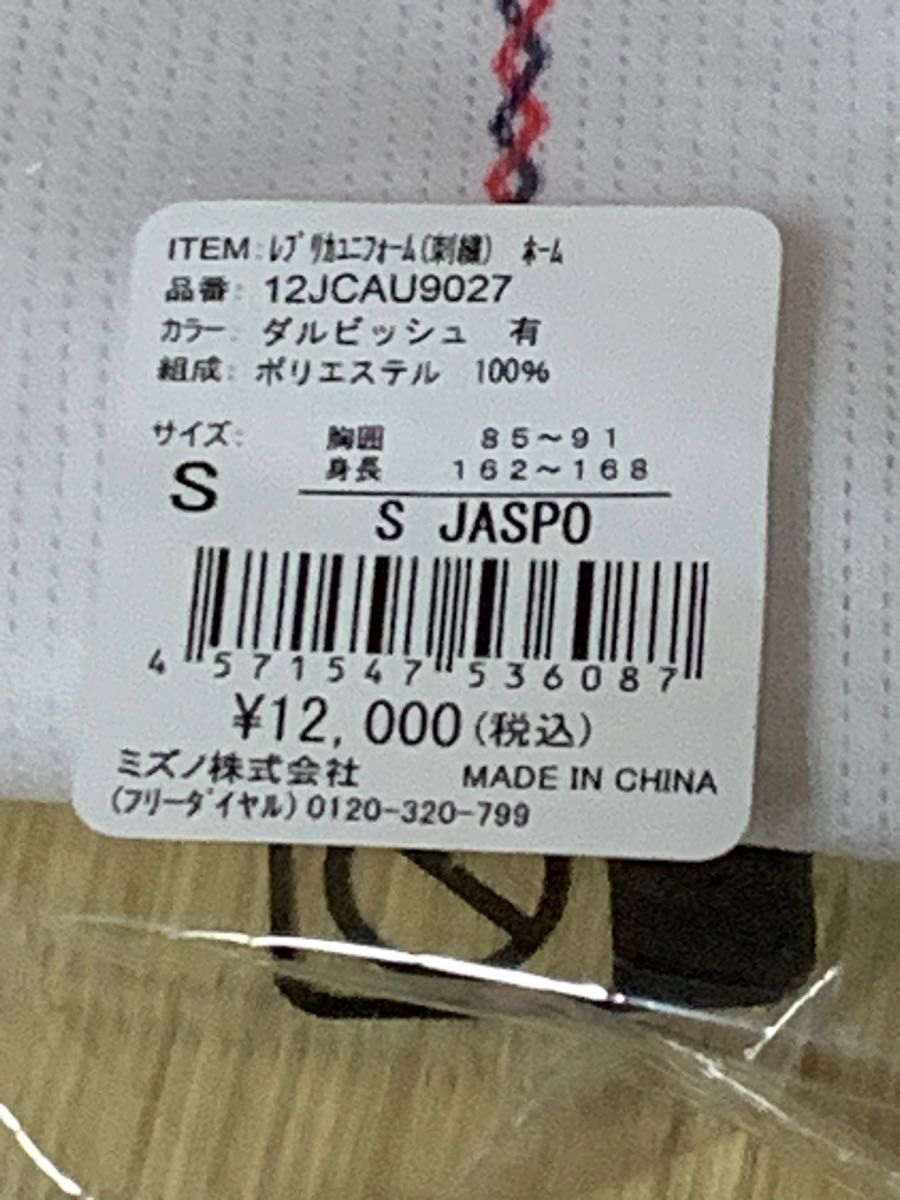 ITEM:ﾚﾌﾟﾘｶﾕﾆﾌｫｰﾑ(刺繍) ﾎｰﾑ
品番: 12JCAU9027
カラー: ダルビッシュ 有
組成: ポリエステル 100%
サイズ: 胸囲 85～91
S 身長 162～168
S JASPO
4 571547 536087
¥12,000(税込)
ミズノ株式会社 MADE IN CHINA
(フリーダイヤル)0120-320-799